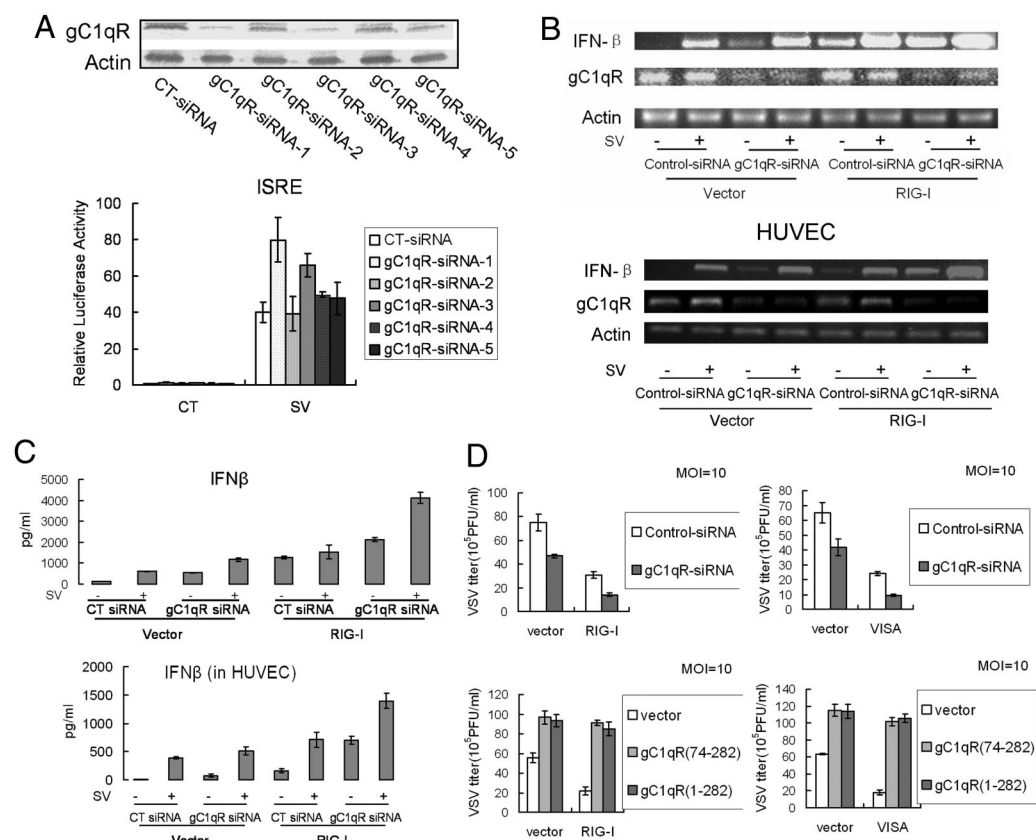 A
gC1qR
Actin
CT-siRNA
gC1qR-siRNA-1
gC1qR-siRNA-2
gC1qR-siRNA-3
gC1qR-siRNA-4
gC1qR-siRNA-5
ISRE
Relative Luciferase Activity
100
80
60
40
20
0
CT SV
CT-siRNA
gC1qR-siRNA-1
gC1qR-siRNA-2
gC1qR-siRNA-3
gC1qR-siRNA-4
gC1qR-siRNA-5
B
IFN-β
gC1qR
Actin
SV - + - + - + - +
Control-siRNA gC1qR-siRNA Control-siRNA gC1qR-siRNA
Vector RIG-I
HUVEC
IFN-β
gC1qR
Actin
SV - + - + - + - +
Control-siRNA gC1qR-siRNA Control-siRNA gC1qR-siRNA
Vector RIG-I
C
IFNβ
pg/ml
5000
4000
3000
2000
1000
0
SV - + - + - + - +
CT siRNA gC1qR siRNA CT siRNA gC1qR siRNA
Vector RIG-I
IFNβ (in HUVEC)
pg/ml
2000
1500
1000
500
0
SV - + - + - + - +
CT siRNA gC1qR siRNA CT siRNA gC1qR siRNA
Vector RIG-I
D
MOI=10
VSV titer(10⁵PFU/ml)
100
80
60
40
20
0
vector RIG-I
Control-siRNA
gC1qR-siRNA
MOI=10
VSV titer(10⁵PFU/ml)
80
70
60
50
40
30
20
10
0
vector VISA
Control-siRNA
gC1qR-siRNA
MOI=10
VSV titer(10⁵PFU/ml)
120
100
80
60
40
20
0
vector RIG-I
vector
gC1qR(74-282)
gC1qR(1-282)
MOI=10
VSV titer(10⁵PFU/ml)
140
120
100
80
60
40
20
0
vector VISA
vector
gC1qR(74-282)
gC1qR(1-282)